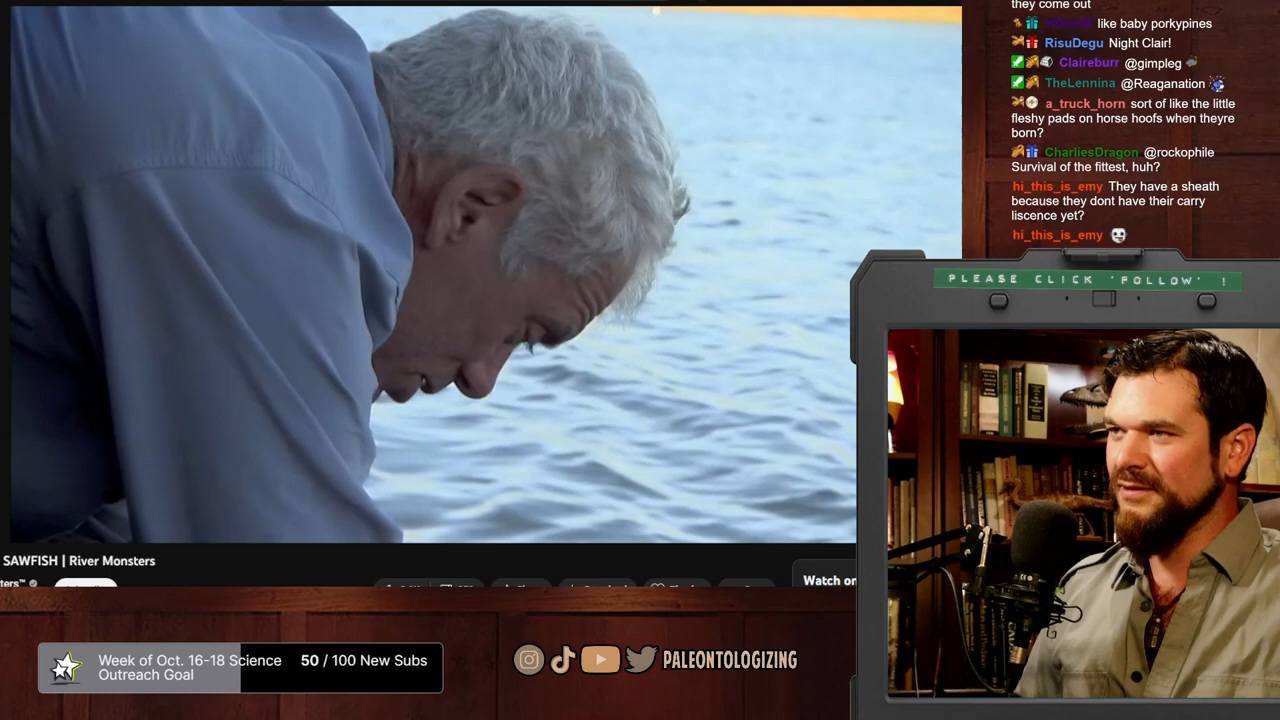 they come out
like baby porkypines
RisuDegu Night Clair!
Claireburr @gimpleg
TheLennina @Reaganation
a_truck_horn sort of like the little
fleshy pads on horse hoofs when theyre
born?
CharliesDragon @rockophile
Survival of the fittest, huh?
hi_this_is_emy They have a sheath
because they dont have their carry
liscence yet?
hi_this_is_emy
PLEASE CLICK 'FOLLOW' !
SAWFISH | River Monsters
Watch on
Week of Oct. 16-18 Science
Outreach Goal
50 / 100 New Subs
PALEONTOLOGIZING